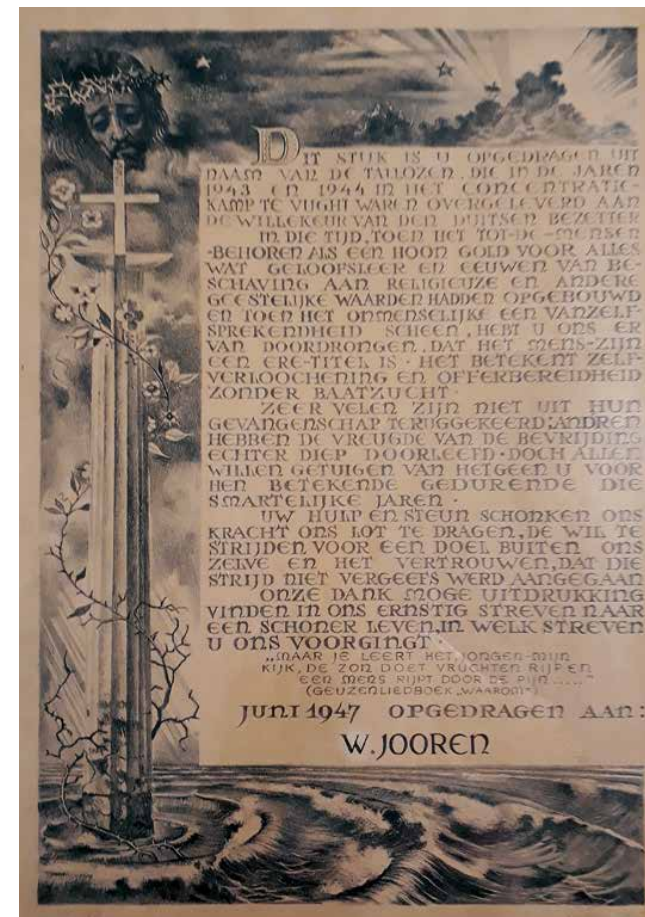 DIT STUK IS U OPGEDRAGEN UIT
NAAM VAN DE TALLOZEN, DIE IN DE JAREN
1943 EN 1944 IN HET CONCENTRATIE-
KAMP TE VUGHT WAREN OVERGELEVERD AAN
DE WILLEKEUR VAN DEN DUITSEN BEZETTER
IN DIE TIJD, TOEN HET TOT-DE-MENSEN
-BEHOREN ALS EEN HOON GOLD VOOR ALLES
WAT GELOOFSLEER EN EEUWEN VAN BE-
SCHAVING AAN RELIGIEUZE EN ANDERE
GEESTELIJKE WAARDEN HADDEN OPGEBOUWD
EN TOEN HET ONMENSELIJKE EEN VANZELF-
SPREKENDHEID SCHEEN, HEBT U ONS ER
VAN DOORDRONGEN, DAT HET MENS-ZIJN
EEN ERE-TITEL IS · HET BETEKENT ZELF-
VERLOOCHENING EN OFFERBEREIDHEID
ZONDER BAATZUCHT ·
ZEER VELEN ZIJN NIET UIT HUN
GEVANGENSCHAP TERUGGEKEERD; ANDREN
HEBBEN DE VREUGDE VAN DE BEVRIJDING
ECHTER DIEP DOORLEEFD · DOCH ALLEN
WILLEN GETUIGEN VAN HETGEEN U VOOR
HEN BETEKENDE GEDURENDE DIE
SMARTELIJKE JAREN ·
UW HULP EN STEUN SCHONKEN ONS
KRACHT ONS LOT TE DRAGEN, DE WIL TE
STRIJDEN VOOR EEN DOEL BUITEN ONS
ZELVE EN HET VERTROUWEN, DAT DIE
STRIJD NIET VERGEEFS WERD AANGEGAAN
ONZE DANK MOGE UITDRUKKING
VINDEN IN ONS ERNSTIG STREVEN NAAR
EEN SCHONER LEVEN, IN WELK STREVEN
U ONS VOORGINGT ·
„MAAR JE LEERT HET, JONGEN-MIJN
KIJK, DE ZON DOET VRUCHTEN RIJPEN
EEN MENS RIJPT DOOR DE PIJN ....."
(GEUZENLIEDBOEK „WAAROM")
JUNI 1947 OPGEDRAGEN AAN:
W. JOOREN